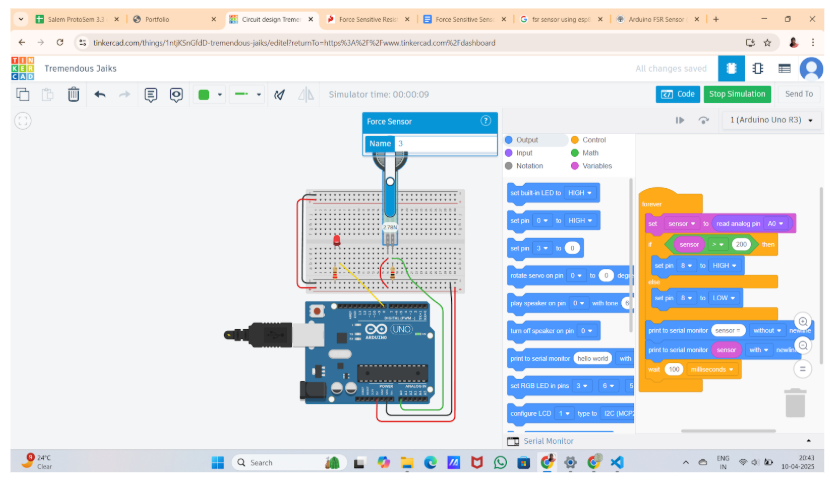 Salem ProtoSem 3.3
Portfolio
Circuit design Tremen
Force Sensitive Resis
Force Sensitive Sens
fsr sensor using esp
Arduino FSR Sensor
tinkercad.com/things/1ntjKSnGfdD-tremendous-jaiks/editel?returnTo=https%3A%2F%2Fwww.tinkercad.com%2Fdashboard
TIN
KER
CAD
Tremendous Jaiks
All changes saved
Simulator time: 00:00:09
Code
Stop Simulation
Send To
Force Sensor
Name 3
1 (Arduino Uno R3)
Output
Control
Input
Math
Notation
Variables
set built-in LED to HIGH
set pin 0 to HIGH
set pin 3 to 0
rotate servo on pin 0 to 0 degr
play speaker on pin 0 with tone 6
turn off speaker on pin 0
print to serial monitor hello world with
set RGB LED in pins 3 6 5
configure LCD 1 type to I2C (MCP
forever
set sensor to read analog pin A0
if sensor > 200 then
set pin 8 to HIGH
else
set pin 8 to LOW
print to serial monitor sensor = without newline
print to serial monitor sensor with newline
wait 100 milliseconds
Serial Monitor
DIGITAL (PWM ~)
UNO
ARDUINO
POWER
ANALOG IN
24°C
Clear
Search
ENG
IN
20:43
10-04-2025